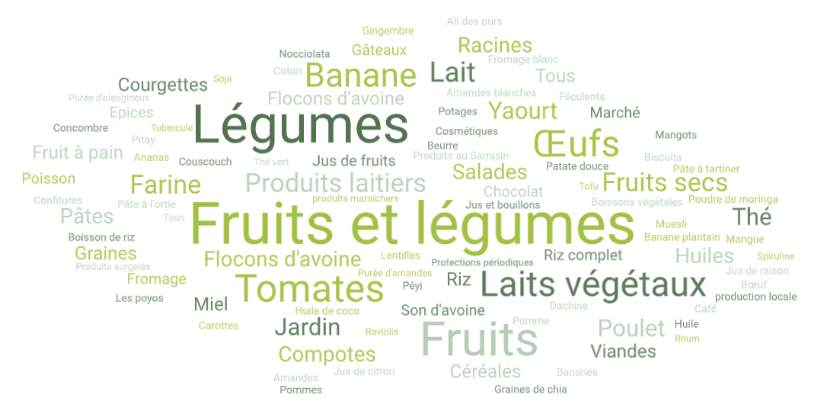 Ail des ours
Gingembre
Racines
Gâteaux
Nocciolata
Fromage blanc
Lait
Banane
Coton
Tous
Soja
Courgettes
Amandes blanches
Féculents
Purée d'oleagineux
Flocons d'avoine
Epices
Potages
Yaourt
Marché
Légumes
Concombre
Tubercule
Cosmétiques
Mangots
Pitay
Œufs
Beurre
Fruit à pain
Ananas
Couscouch
Thé vert
Jus de fruits
Produits au Sarrasin
Biscuits
Patate douce
Pâte à tartiner
Salades
Poisson
Farine
Produits laitiers
Tofu
Fruits secs
Chocolat
Confitures
Pâte à l'ortie
produits maraichers
Jus et bouillons
Boissons végétales
Poudre de moringa
Pâtes
Tinin
Fruits et légumes
Thé
Muesli
Boisson de riz
Banane plantain
Mangue
Graines
Flocons d'avoine
Lentilles
Riz complet
Huiles
Spiruline
Produits surgelés
Protections périodiques
Jus de raison
Fromage
Purée d'amandes
Riz
Laits végétaux
Bœuf
Tomates
Péyi
Les poyos
production locale
Miel
Huile de coco
Son d'avoine
Dachine
Café
Carottes
Jardin
Raviolis
Pomme
Poulet
Huile
Fruits
Rhum
Compotes
Viandes
Céréales
Jus de citron
Bananes
Amandes
Pommes
Graines de chia